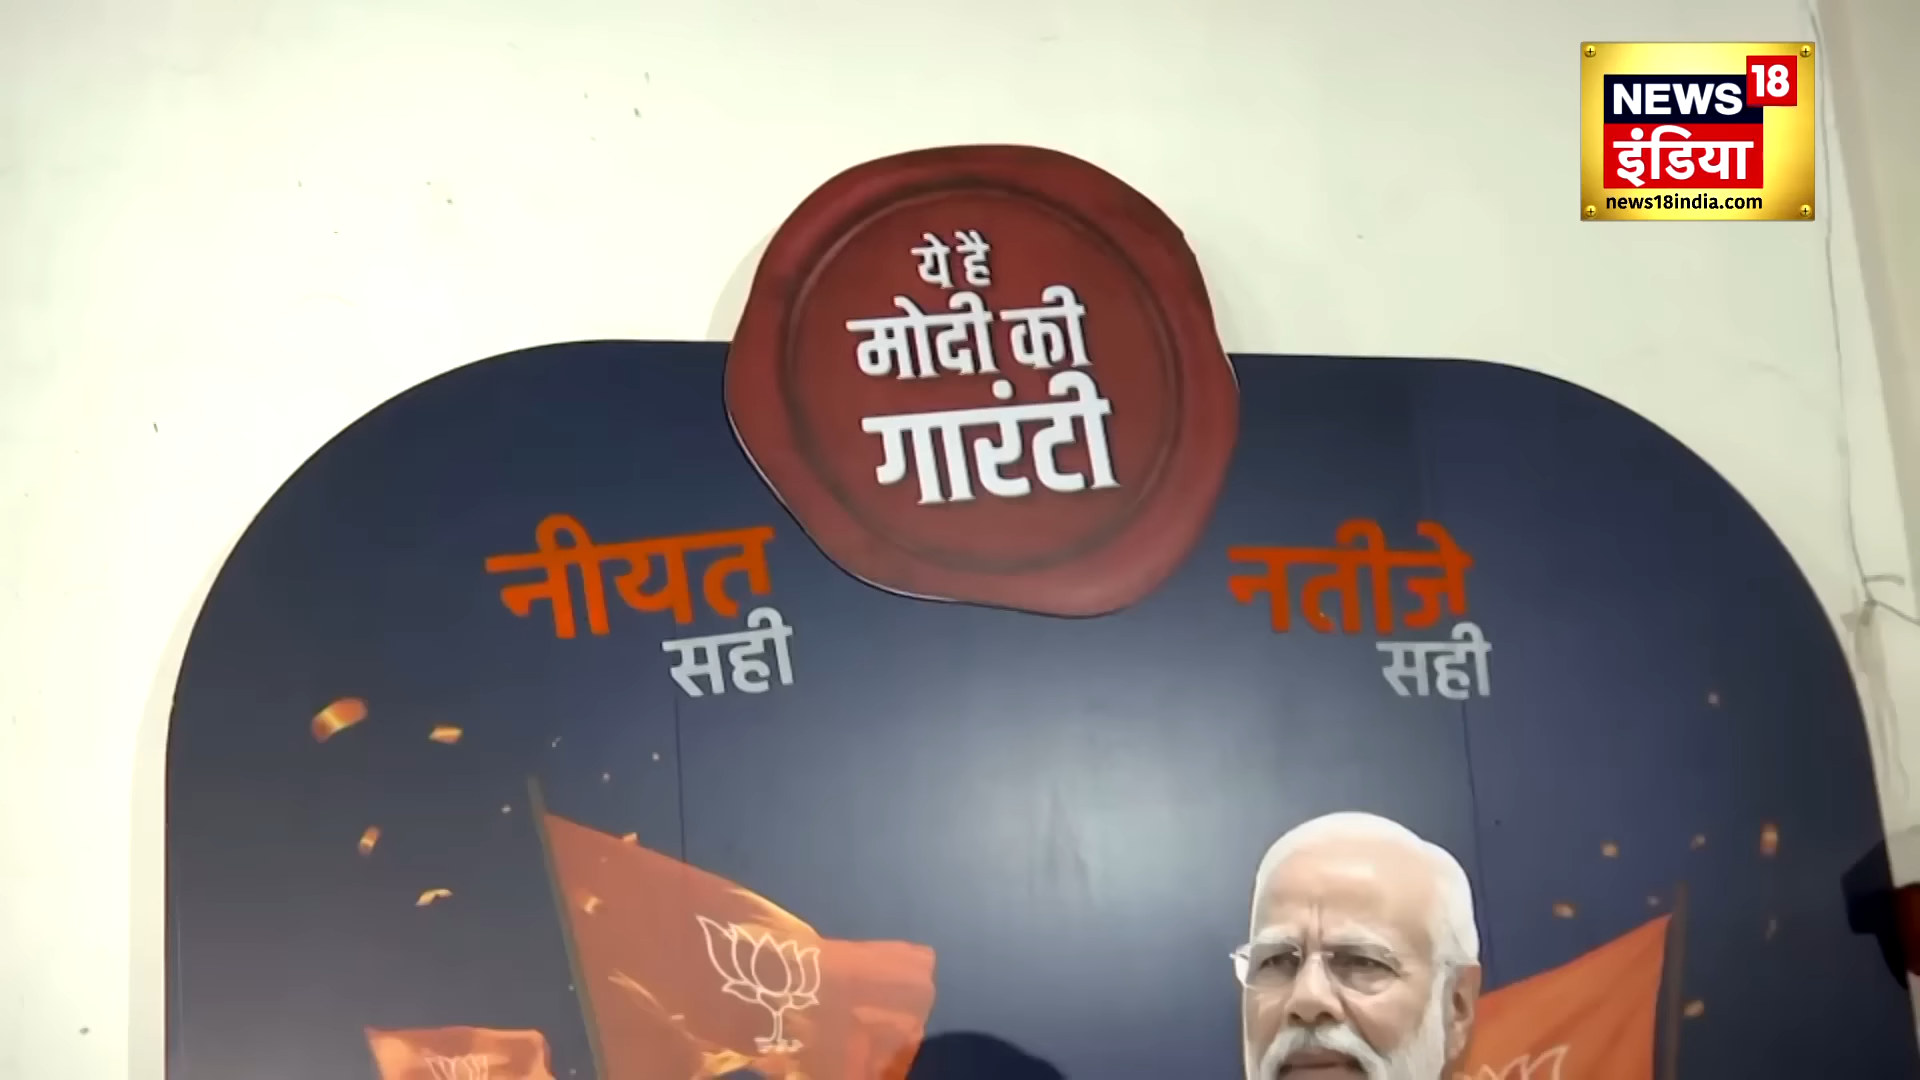 NEWS 18
इंडिया
news18india.com
ये है
मोदी की
गारंटी
नीयत
सही
नतीजे
सही